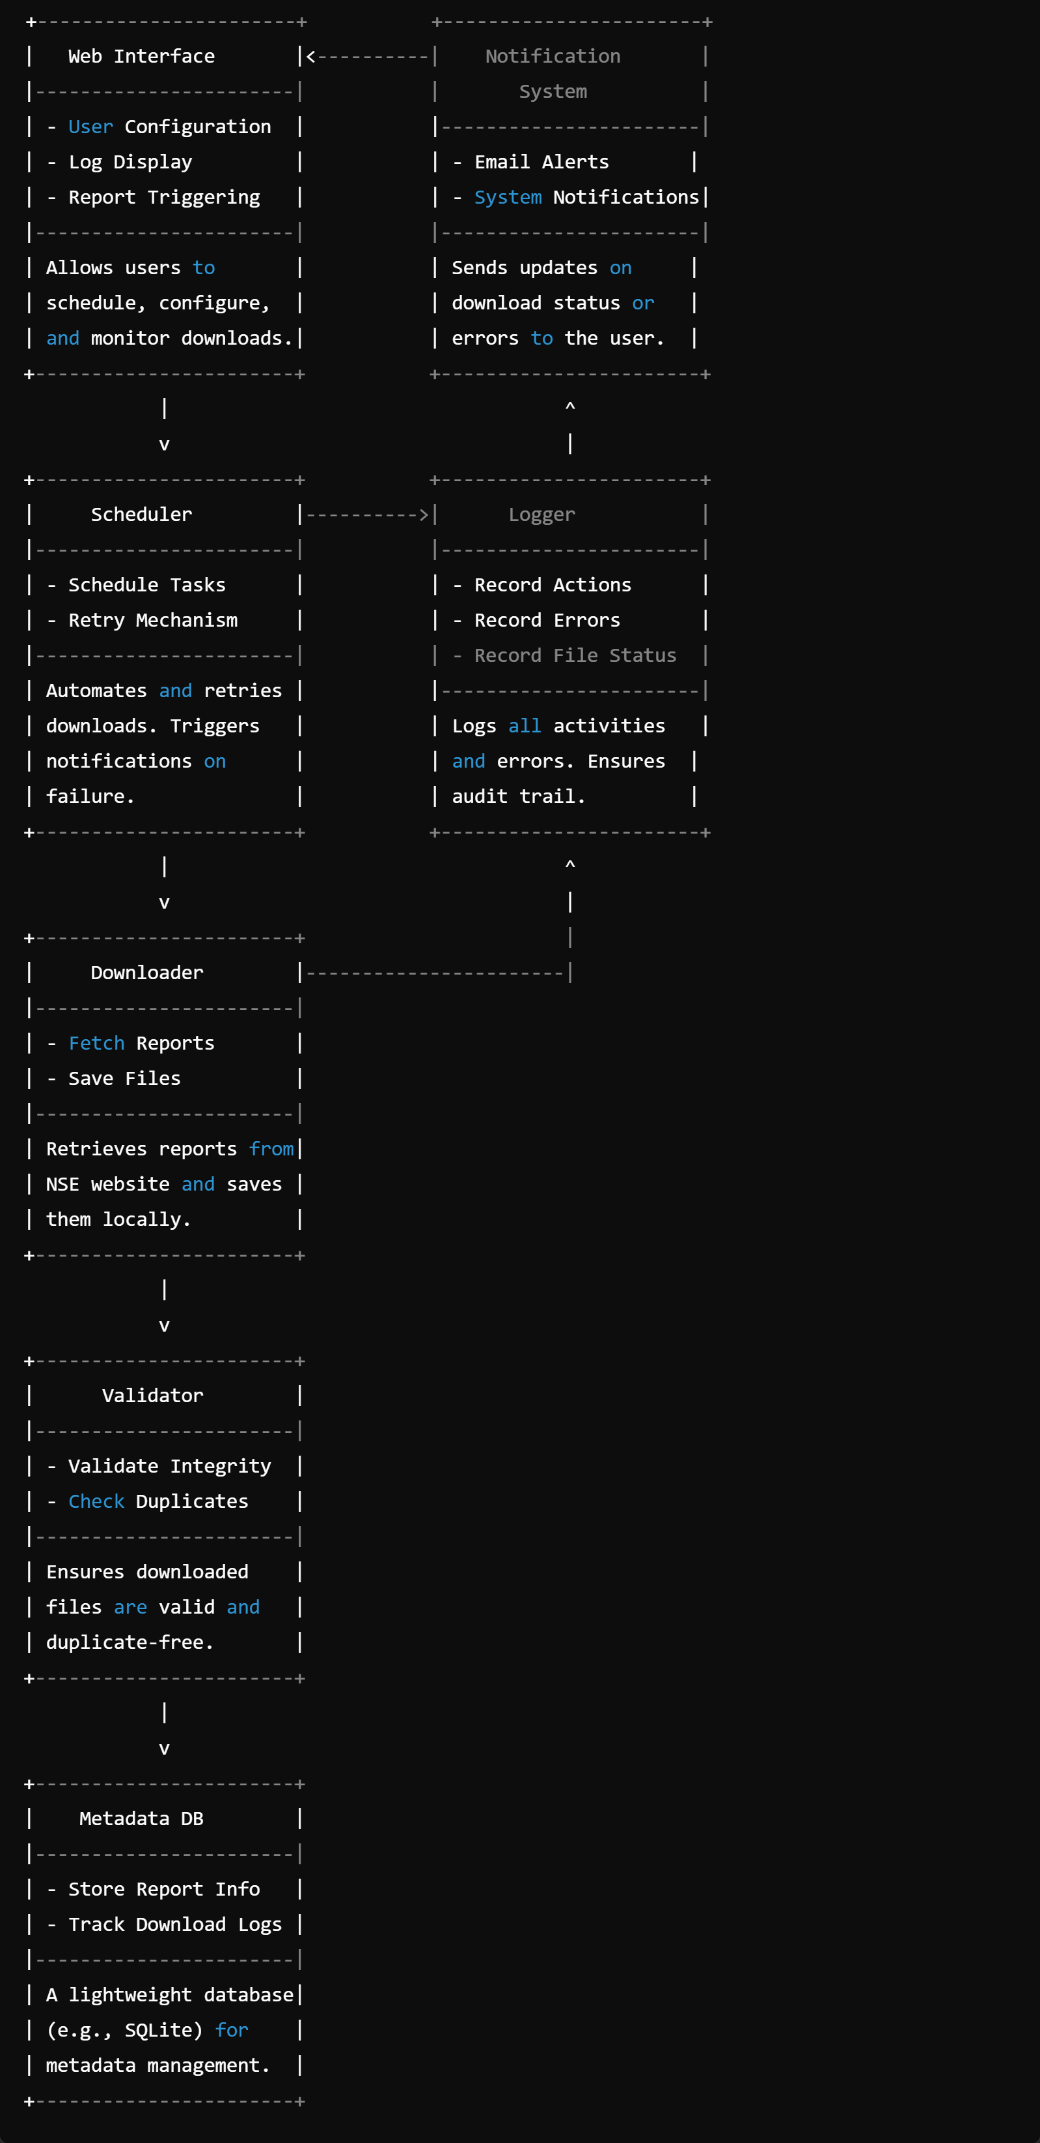 +-----------------------+           +-----------------------+
|   Web Interface       |<----------|    Notification       |
|-----------------------|           |       System          |
| - User Configuration  |           |-----------------------|
| - Log Display         |           | - Email Alerts       |
| - Report Triggering   |           | - System Notifications|
|-----------------------|           |-----------------------|
| Allows users to       |           | Sends updates on     |
| schedule, configure,  |           | download status or   |
| and monitor downloads.|           | errors to the user.  |
+-----------------------+           +-----------------------+
            |                                   ^
            v                                   |
+-----------------------+           +-----------------------+
|     Scheduler         |---------->|      Logger           |
|-----------------------|           |-----------------------|
| - Schedule Tasks      |           | - Record Actions      |
| - Retry Mechanism     |           | - Record Errors       |
|-----------------------|           | - Record File Status  |
| Automates and retries |           |-----------------------|
| downloads. Triggers   |           | Logs all activities   |
| notifications on      |           | and errors. Ensures  |
| failure.              |           | audit trail.         |
+-----------------------+           +-----------------------+
            |                                   ^
            v                                   |
+-----------------------+                       |
|     Downloader        |-----------------------|
|-----------------------|
| - Fetch Reports       |
| - Save Files          |
|-----------------------|
| Retrieves reports from|
| NSE website and saves |
| them locally.         |
+-----------------------+
            |
            v
+-----------------------+
|      Validator        |
|-----------------------|
| - Validate Integrity  |
| - Check Duplicates    |
|-----------------------|
| Ensures downloaded    |
| files are valid and   |
| duplicate-free.       |
+-----------------------+
            |
            v
+-----------------------+
|    Metadata DB        |
|-----------------------|
| - Store Report Info   |
| - Track Download Logs |
|-----------------------|
| A lightweight database|
| (e.g., SQLite) for    |
| metadata management.  |
+-----------------------+